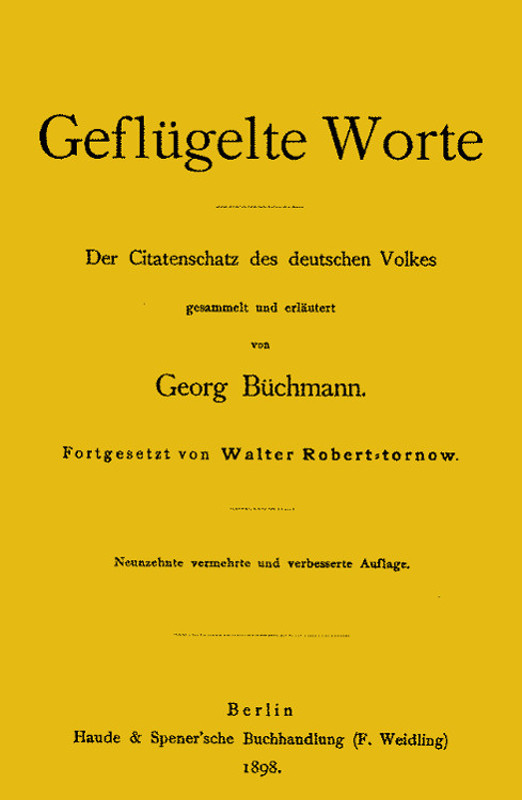 Geflügelte Worte
Der Citatenschatz des deutschen Volkes
gesammelt und erläutert
von
Georg Büchmann.
Fortgesetzt von Walter Robert-tornow.
Neunzehnte vermehrte und verbesserte Auflage.
Berlin
Haude & Spener'sche Buchhandlung (F. Weidling)
1898.